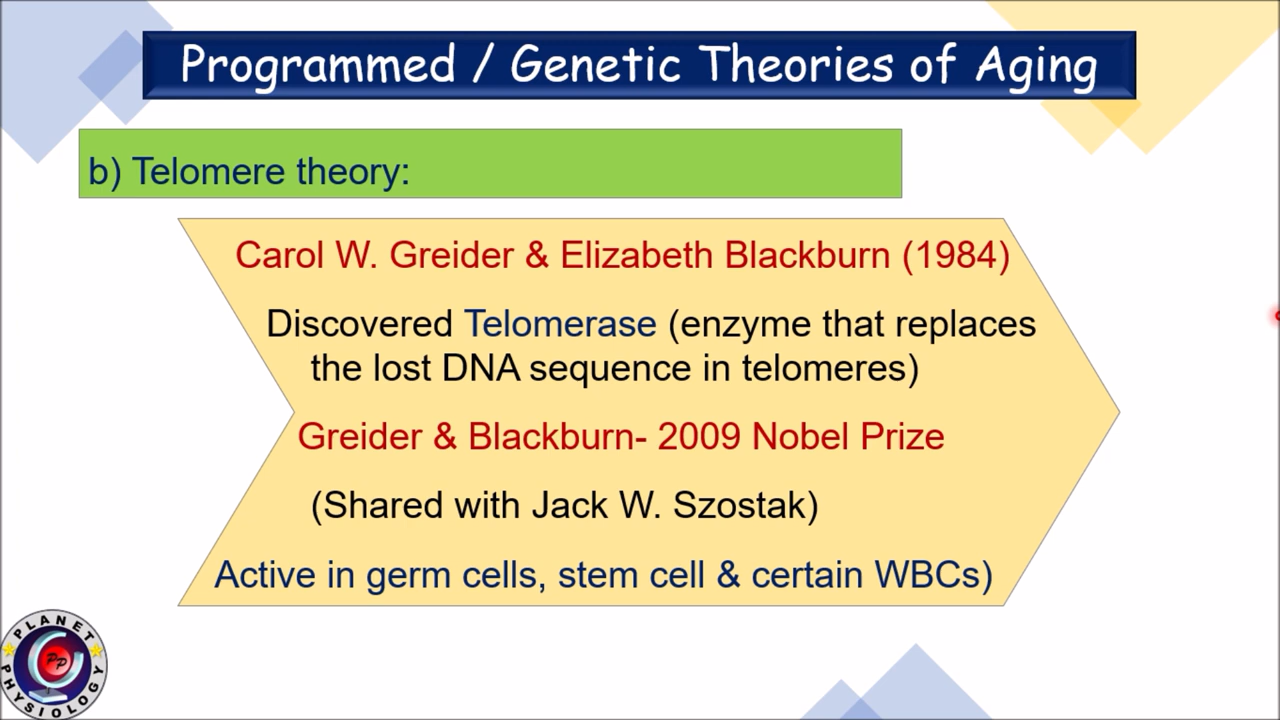 Programmed / Genetic Theories of Aging
b) Telomere theory:
Carol W. Greider & Elizabeth Blackburn (1984)
Discovered Telomerase (enzyme that replaces
the lost DNA sequence in telomeres)
Greider & Blackburn- 2009 Nobel Prize
(Shared with Jack W. Szostak)
Active in germ cells, stem cell & certain WBCs)
PLANET
PP
PHYSIOLOGY